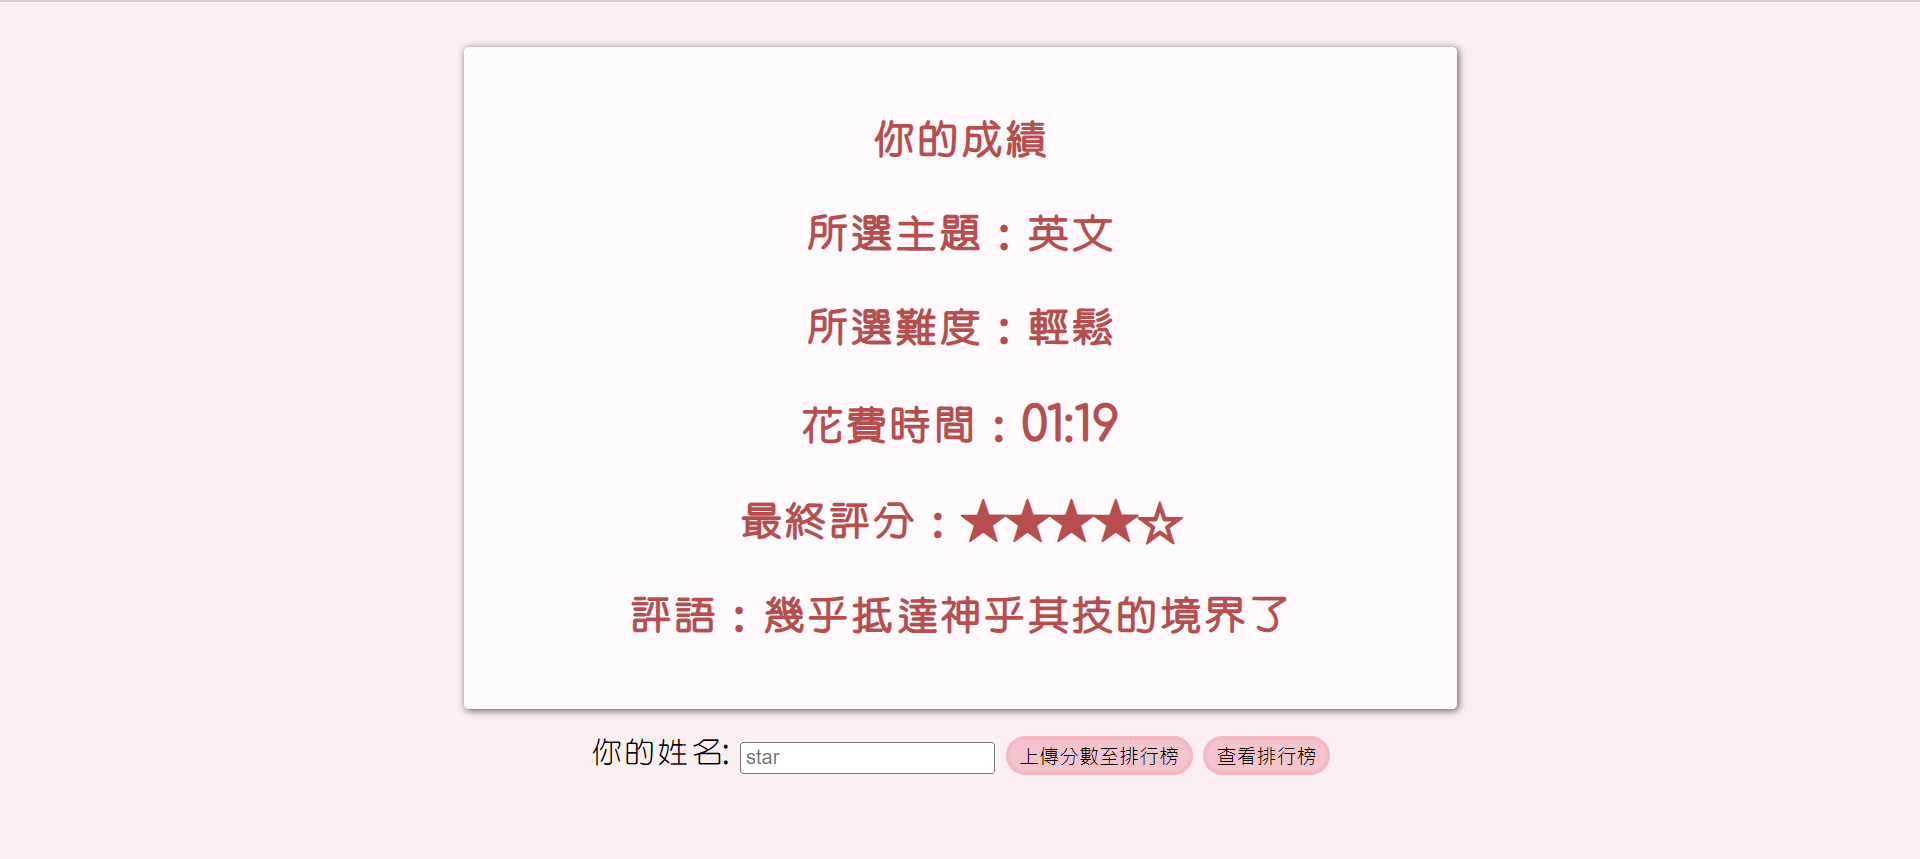 你的成績
所選主題：英文
所選難度：輕鬆
花費時間：01:19
最終評分：★★★★☆
評語：幾乎抵達神乎其技的境界了
你的姓名: star 上傳分數至排行榜 查看排行榜